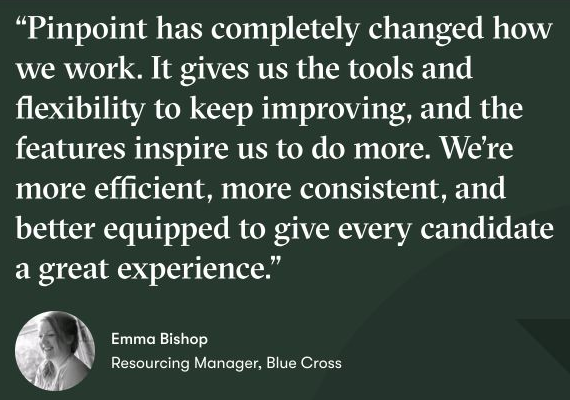 “Pinpoint has completely changed how
we work. It gives us the tools and
flexibility to keep improving, and the
features inspire us to do more. We’re
more efficient, more consistent, and
better equipped to give every candidate
a great experience.”
Emma Bishop
Resourcing Manager, Blue Cross